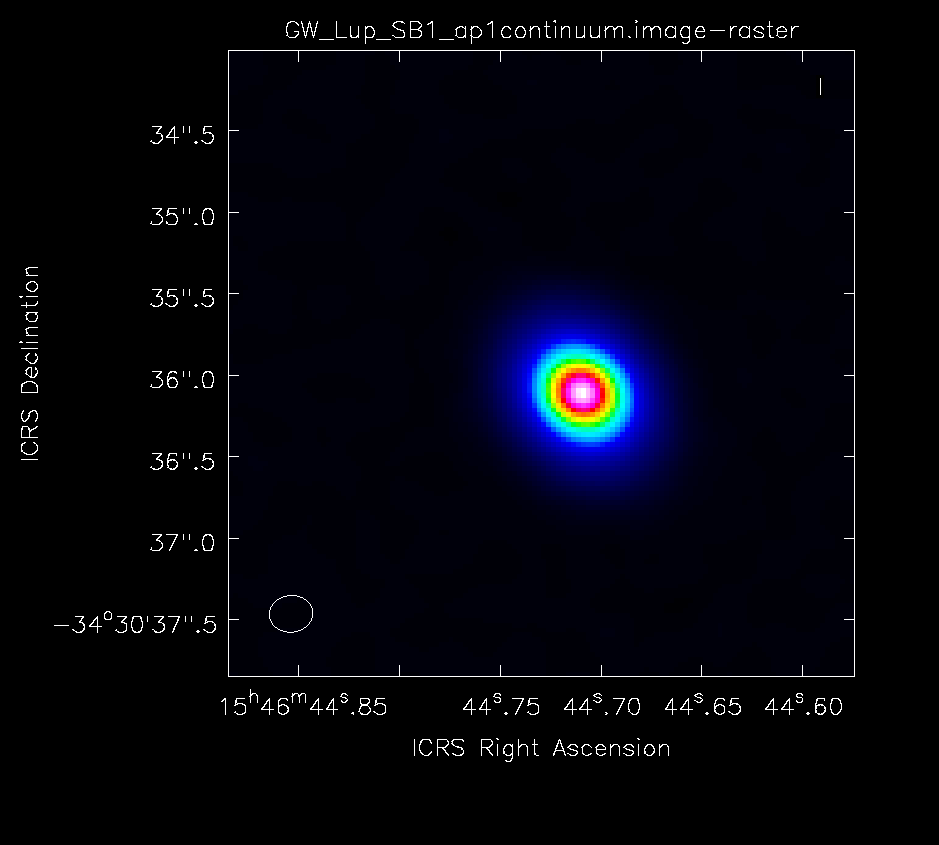 GW_Lup_SB1_ap1continuum.image-raster
ICRS Declination
34".5
35".0
35".5
36".0
36".5
37".0
-34°30'37".5
15ʰ46ᵐ44ˢ.85 44ˢ.75 44ˢ.70 44ˢ.65 44ˢ.60
ICRS Right Ascension